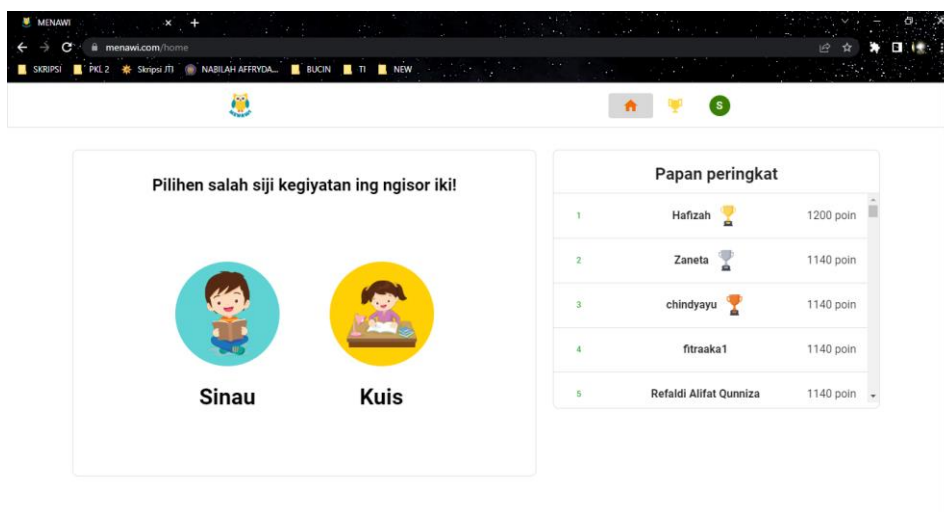 MENAWI
menawi.com/home
SKRIPSI PKL 2 Skripsi JTI NABILAH AFFRYDA... BUCIN TI NEW
MENAWI
S
Pilihen salah siji kegiyatan ing ngisor iki!
Sinau
Kuis
Papan peringkat
1 Hafizah 1200 poin
2 Zaneta 1140 poin
3 chindyayu 1140 poin
4 fitraaka1 1140 poin
5 Refaldi Alifat Qunniza 1140 poin